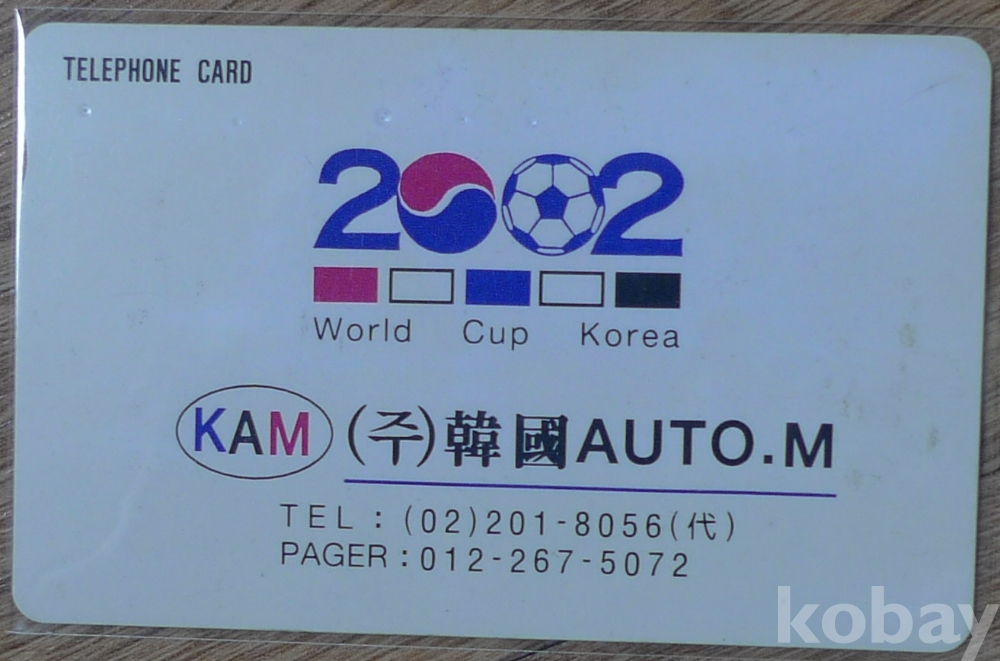 TELEPHONE CARD
2002
World Cup Korea
KAM (주)韓國AUTO.M
TEL : (02)201-8056(代)
PAGER : 012-267-5072
kobay